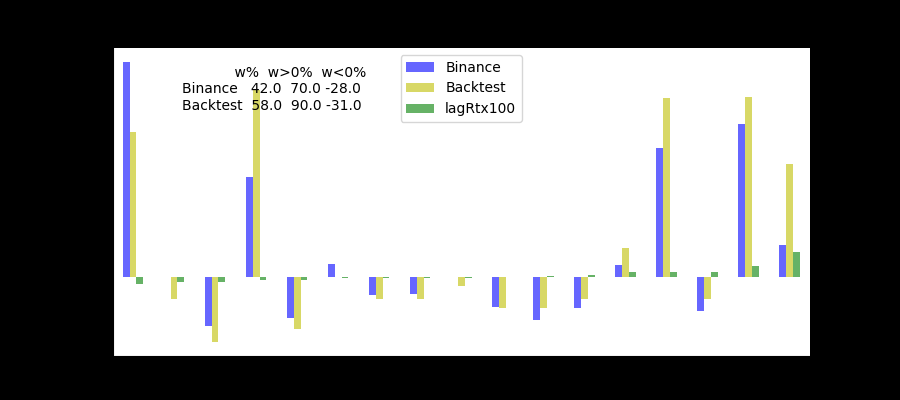 w% w>0% w<0%
Binance 42.0 70.0 -28.0
Backtest 58.0 90.0 -31.0
Binance
Backtest
lagRtx100